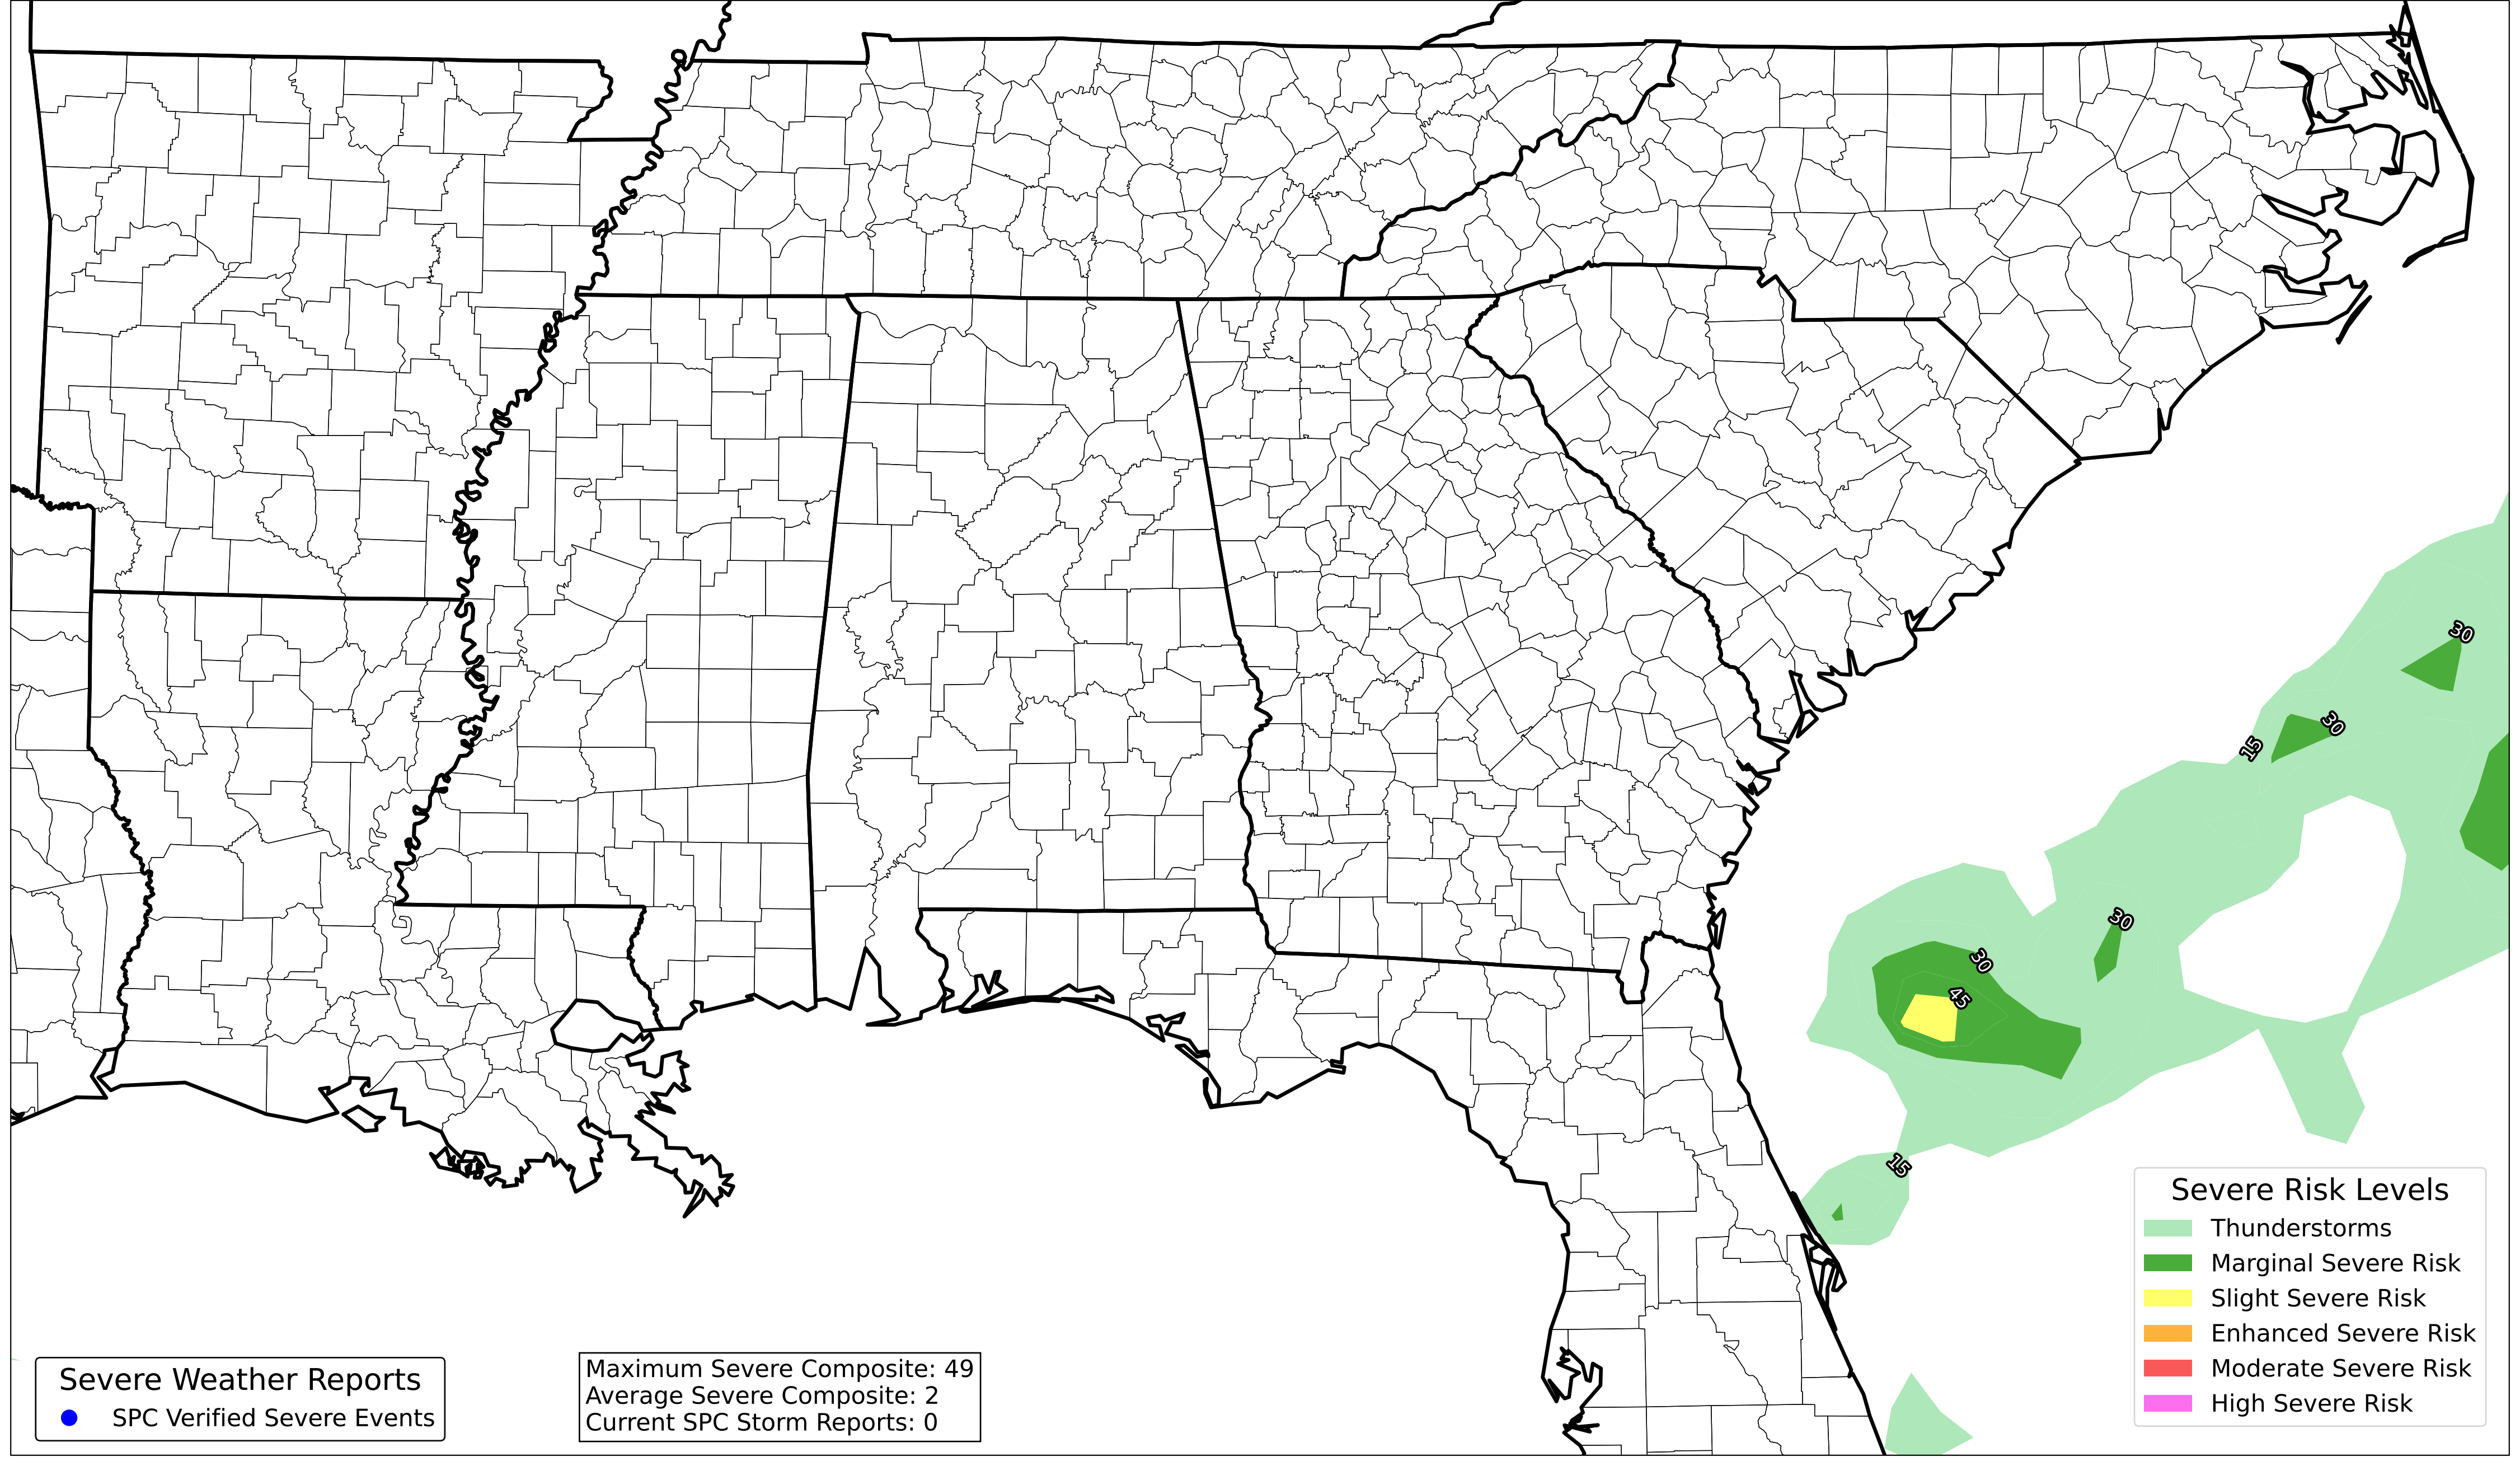 30
30
15
30
30
45
15
Severe Risk Levels
Thunderstorms
Marginal Severe Risk
Slight Severe Risk
Enhanced Severe Risk
Moderate Severe Risk
High Severe Risk
Severe Weather Reports
SPC Verified Severe Events
Maximum Severe Composite: 49
Average Severe Composite: 2
Current SPC Storm Reports: 0